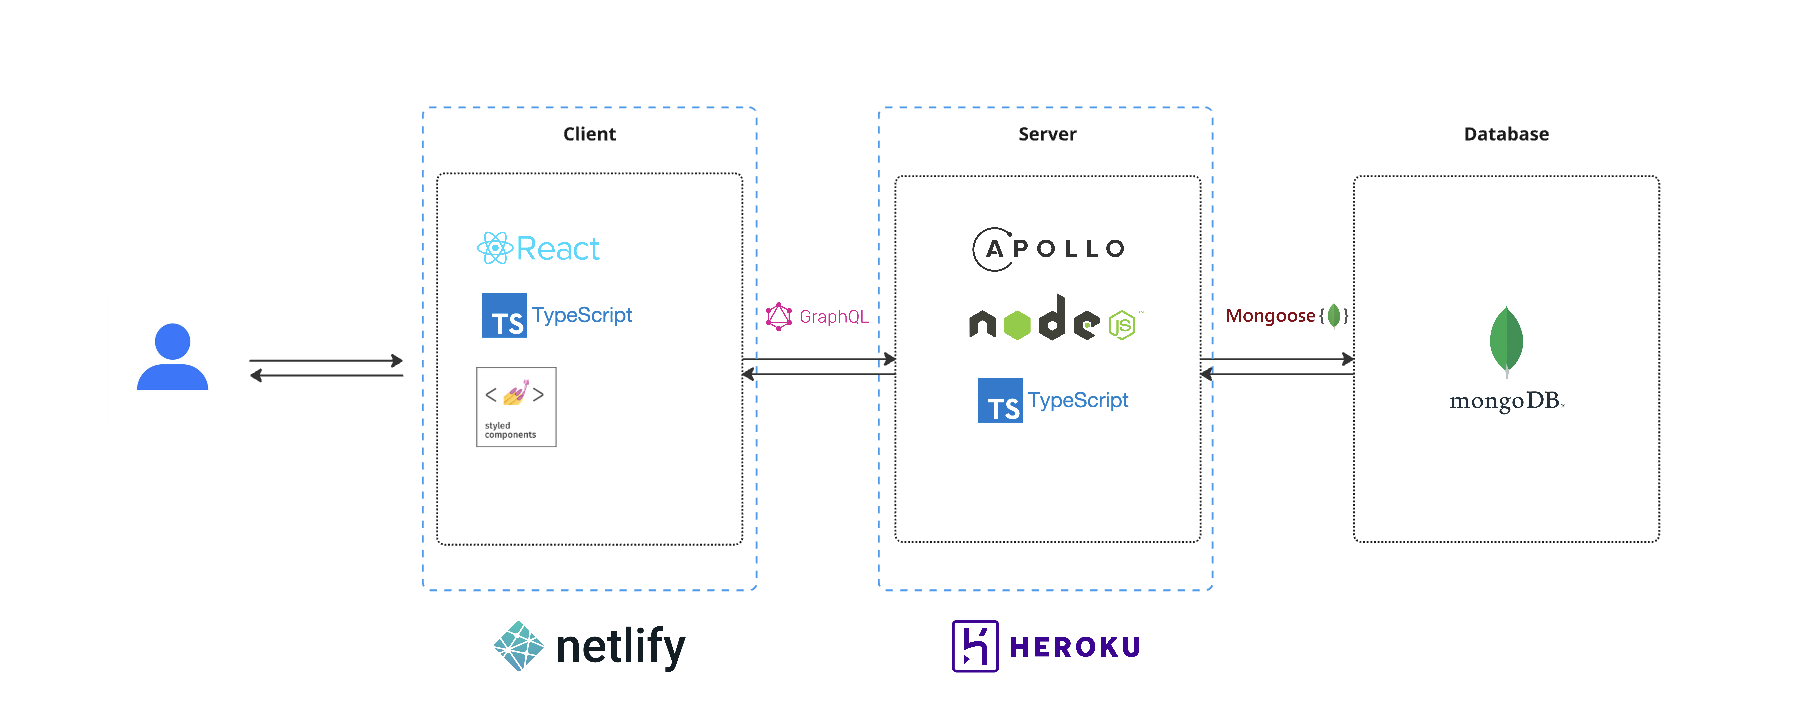 Client
Server
Database
React
TS TypeScript
< >
styled
components
GraphQL
APOLLO
node
JS
TS TypeScript
Mongoose { }
mongoDB
netlify
HEROKU